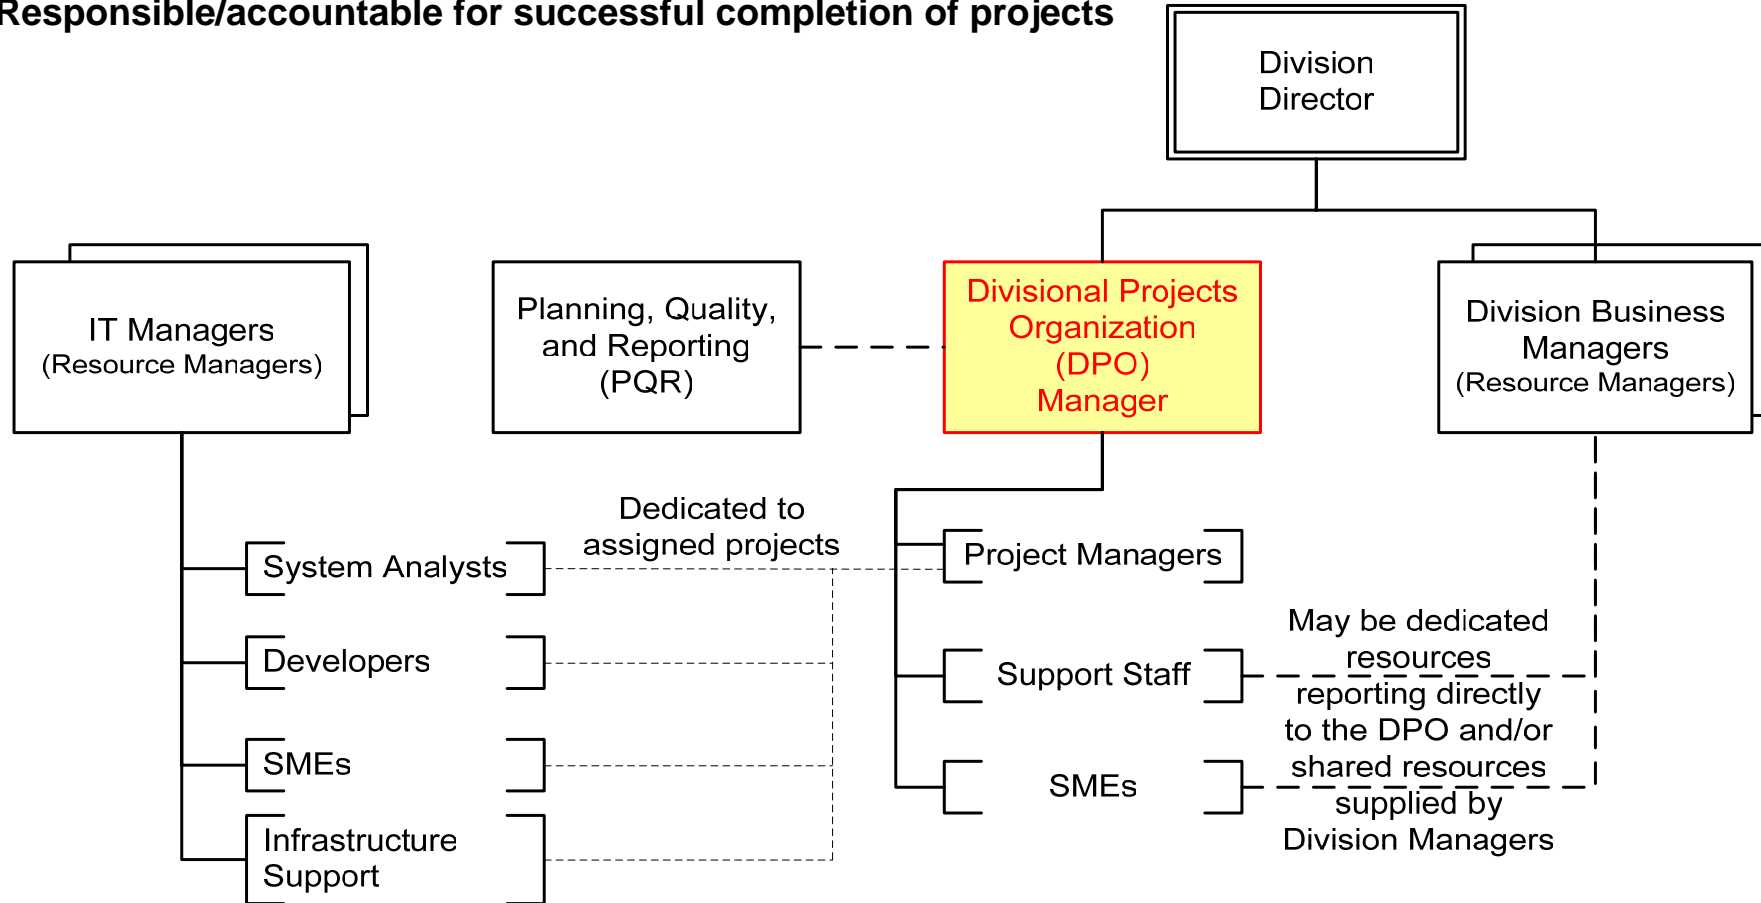 Responsible/accountable for successful completion of projects
Division
Director
IT Managers
(Resource Managers)
Planning, Quality,
and Reporting
(PQR)
Divisional Projects
Organization
(DPO)
Manager
Division Business
Managers
(Resource Managers)
Dedicated to
assigned projects
System Analysts
Developers
SMEs
Infrastructure
Support
Project Managers
Support Staff
SMEs
May be dedicated
resources
reporting directly
to the DPO and/or
shared resources
supplied by
Division Managers